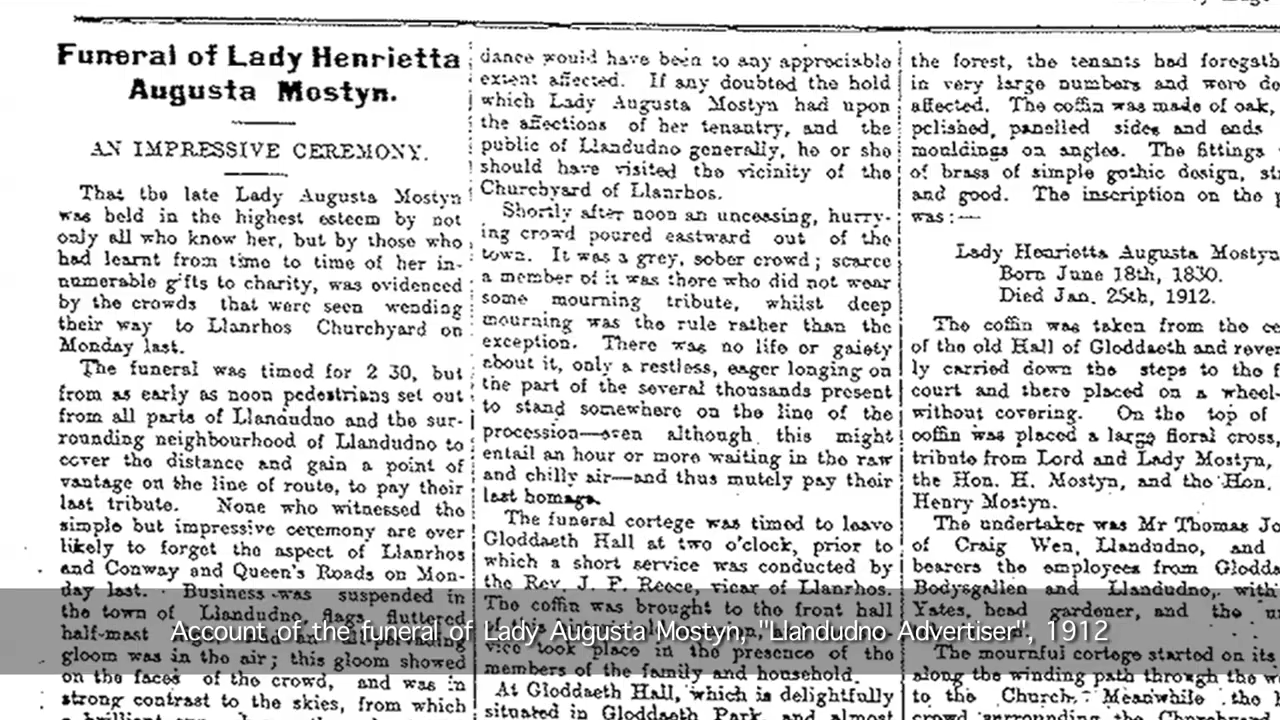 Funeral of Lady Henrietta
Augusta Mostyn.
AN IMPRESSIVE CEREMONY.
That the late Lady Augusta Mostyn
was held in the highest esteem by not
only all who knew her, but by those who
had learnt from time to time of her in-
numerable gifts to charity, was evidenced
by the crowds that were seen wending
their way to Llanrhos Churchyard on
Monday last.
The funeral was timed for 2 30, but
from as early as noon pedestrians set out
from all parts of Llandudno and the sur-
rounding neighbourhood of Llandudno to
cover the distance and gain a point of
vantage on the line of route, to pay their
last tribute. None who witnessed the
simple but impressive ceremony are ever
likely to forget the aspect of Llanrhos
and Conway and Queen's Roads on Mon-
day last. Business was suspended in
the town of Llandudno, flags fluttered
half-mast
gloom was in the air; this gloom showed
on the faces of the crowd, and was in
strong contrast to the skies, from which
dance would have been to any appreciable
extent affected. If any doubted the hold
which Lady Augusta Mostyn had upon
the affections of her tenantry, and the
public of Llandudno generally, he or she
should have visited the vicinity of the
Churchyard of Llanrhos.
Shortly after noon an unceasing, hurry-
ing crowd poured eastward out of the
town. It was a grey, sober crowd; scarce
a member of it was there who did not wear
some mourning tribute, whilst deep
mourning was the rule rather than the
exception. There was no life or gaiety
about it, only a restless, eager longing on
the part of the several thousands present
to stand somewhere on the line of the
procession—even although this might
entail an hour or more waiting in the raw
and chilly air—and thus mutely pay their
last homage.
The funeral cortege was timed to leave
Gloddaeth Hall at two o'clock, prior to
which a short service was conducted by
the Rev. J. F. Reece, vicar of Llanrhos.
The coffin was brought to the front hall
vice took place in the presence of the
members of the family and household.
At Gloddaeth Hall, which is delightfully
situated in Gloddaeth Park, and almost
the forest, the tenants had
in very large numbers and were
affected. The coffin was made of oak,
polished, panelled sides and ends
mouldings on angles. The fittings
of brass of simple gothic design,
and good. The inscription on the
was:—
Lady Henrietta Augusta Mostyn
Born June 18th, 1830.
Died Jan. 25th, 1912.
The coffin was taken from the
of the old Hall of Gloddaeth and rever
ly carried down the steps to the
court and there placed on a wheel-
without covering. On the top of
coffin was placed a large floral cross,
tribute from Lord and Lady Mostyn,
the Hon. H. Mostyn, and the Hon.
Henry Mostyn.
The undertaker was Mr Thomas
of Craig Wen, Llandudno, and
bearers the employees from
Bodysgallen and Llandudno, with
Yates, head gardener, and the
The mournful cortege started on its
along the winding path through the
to the Church. Meanwhile the
crowd surrounding the
Account of the funeral of Lady Augusta Mostyn, "Llandudno Advertiser", 1912